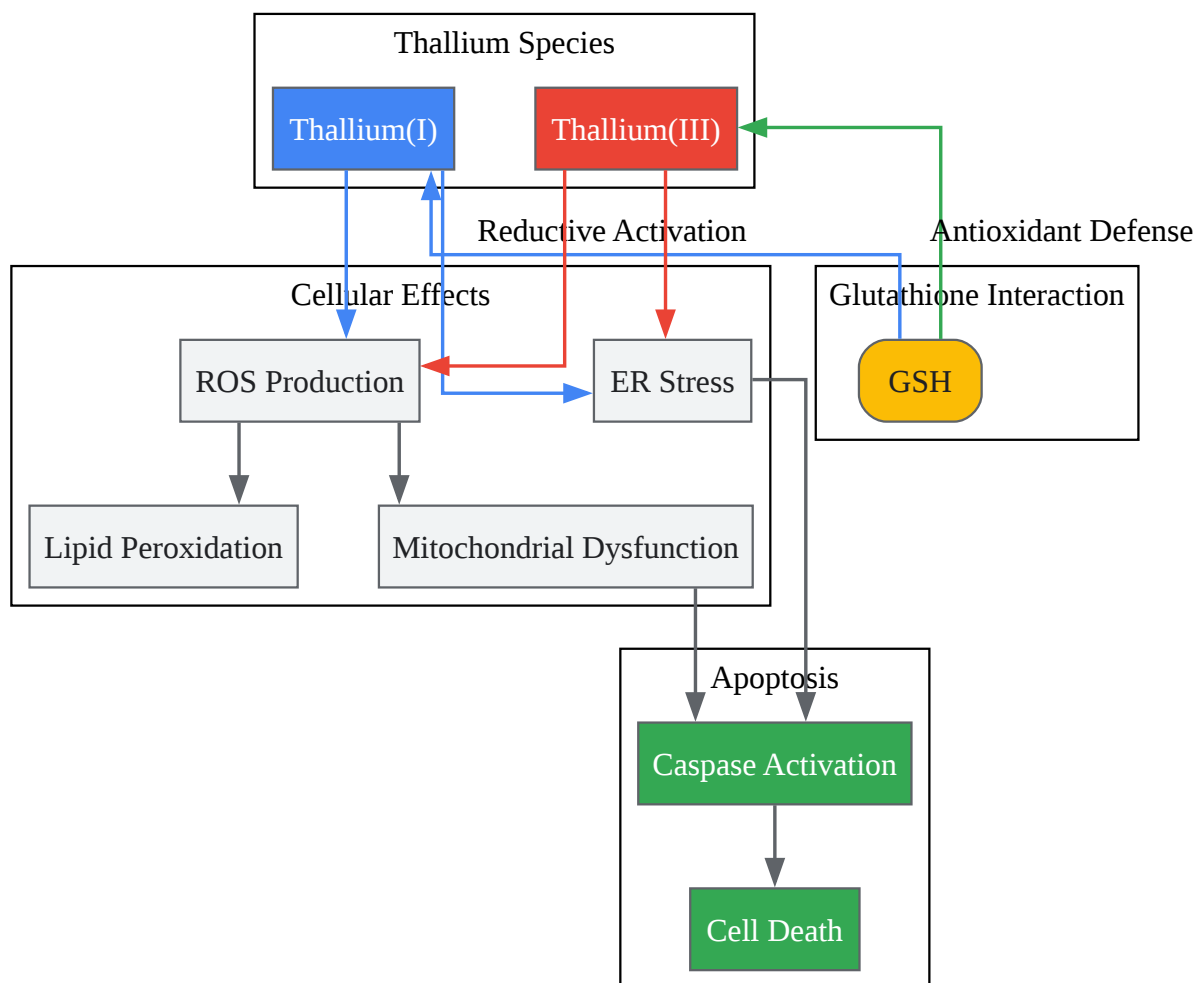 Thallium Species
Thallium(I)
Thallium(III)
Reductive Activation
Antioxidant Defense
Cellular Effects
Glutathione Interaction
ROS Production
ER Stress
GSH
Lipid Peroxidation
Mitochondrial Dysfunction
Apoptosis
Caspase Activation
Cell Death